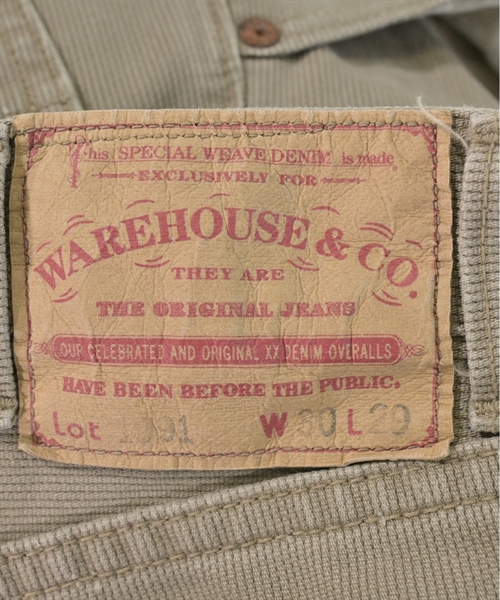 This SPECIAL WEAVE DENIM is made
EXCLUSIVELY FOR
WAREHOUSE & CO.
THEY ARE
THE ORIGINAL JEANS
OUR CELEBRATED AND ORIGINAL XX DENIM OVERALLS
HAVE BEEN BEFORE THE PUBLIC.
Lot W 30 L 29